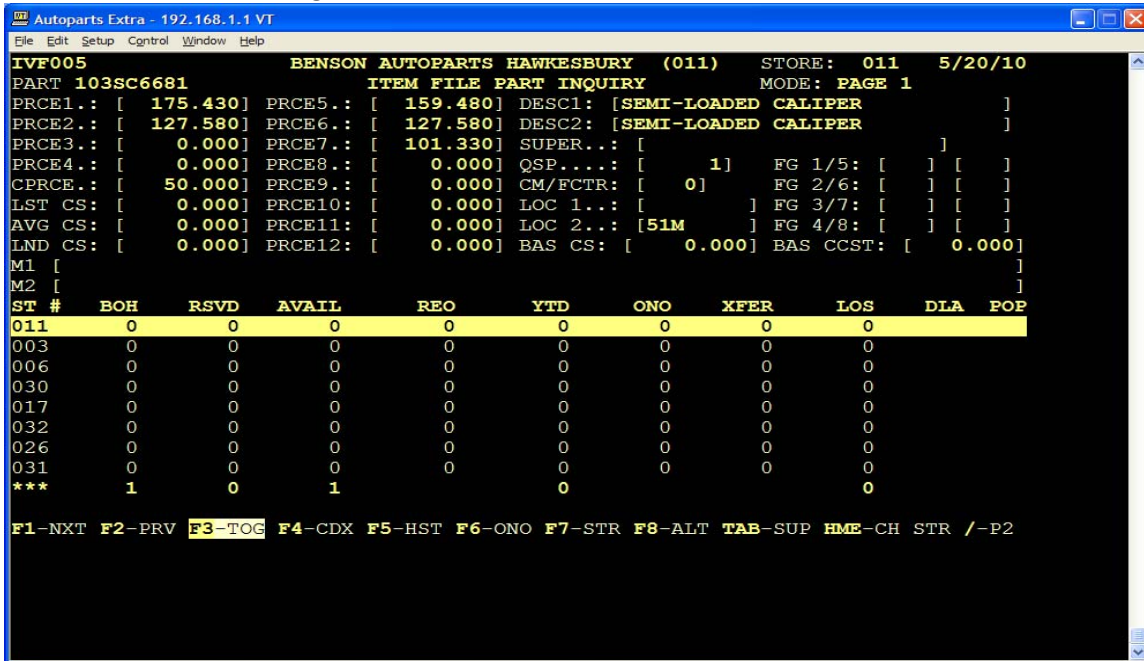 Autoparts Extra - 192.168.1.1 VT
File Edit Setup Control Window Help
IVF005 BENSON AUTOPARTS HAWKESBURY (011) STORE: 011 5/20/10
PART 103SC6681 ITEM FILE PART INQUIRY MODE: PAGE 1
PRCE1.: [ 175.430] PRCE5.: [ 159.480] DESC1: [SEMI-LOADED CALIPER ]
PRCE2.: [ 127.580] PRCE6.: [ 127.580] DESC2: [SEMI-LOADED CALIPER ]
PRCE3.: [ 0.000] PRCE7.: [ 101.330] SUPER..: [ ]
PRCE4.: [ 0.000] PRCE8.: [ 0.000] QSP....: [ 1] FG 1/5: [ ] [ ]
CPRCE.: [ 50.000] PRCE9.: [ 0.000] CM/FCTR: [ 0] FG 2/6: [ ] [ ]
LST CS: [ 0.000] PRCE10: [ 0.000] LOC 1..: [ ] FG 3/7: [ ] [ ]
AVG CS: [ 0.000] PRCE11: [ 0.000] LOC 2..: [51M ] FG 4/8: [ ] [ ]
LND CS: [ 0.000] PRCE12: [ 0.000] BAS CS: [ 0.000] BAS CCST: [ 0.000]
M1 [ ]
M2 [ ]
ST # BOH RSVD AVAIL REO YTD ONO XFER LOS DLA POP
011 0 0 0 0 0 0 0 0
003 0 0 0 0 0 0 0 0
006 0 0 0 0 0 0 0 0
030 0 0 0 0 0 0 0 0
017 0 0 0 0 0 0 0 0
032 0 0 0 0 0 0 0 0
026 0 0 0 0 0 0 0 0
031 0 0 0 0 0 0 0 0
*** 1 0 1 0 0
F1-NXT F2-PRV F3-TOG F4-CDX F5-HST F6-ONO F7-STR F8-ALT TAB-SUP HME-CH STR /-P2